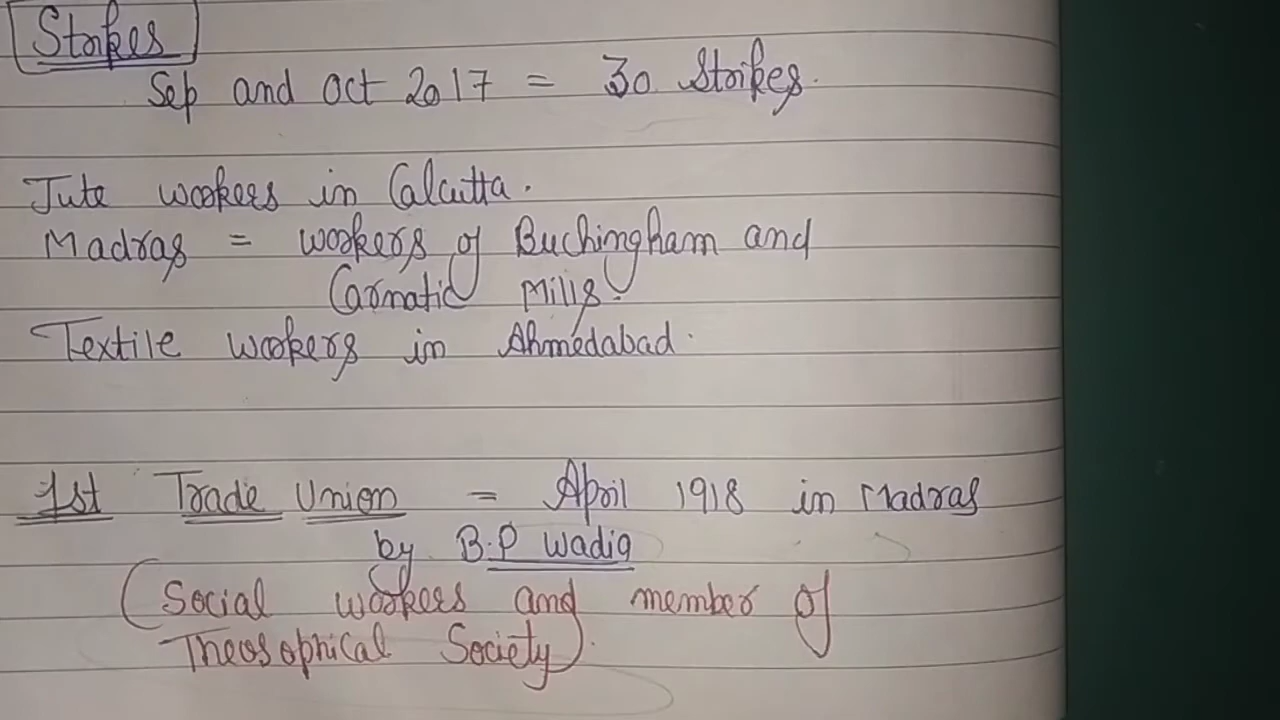 Strikes
Sep and Oct 2017 = 30 Strikes.
Jute workers in Calcutta.
Madras = workers of Buchingham and
Carnatic Mills.
Textile workers in Ahmedabad.
1st Trade Union = April 1918 in Madras
by B.P Wadia
(Social workers and member of
Theosophical Society).